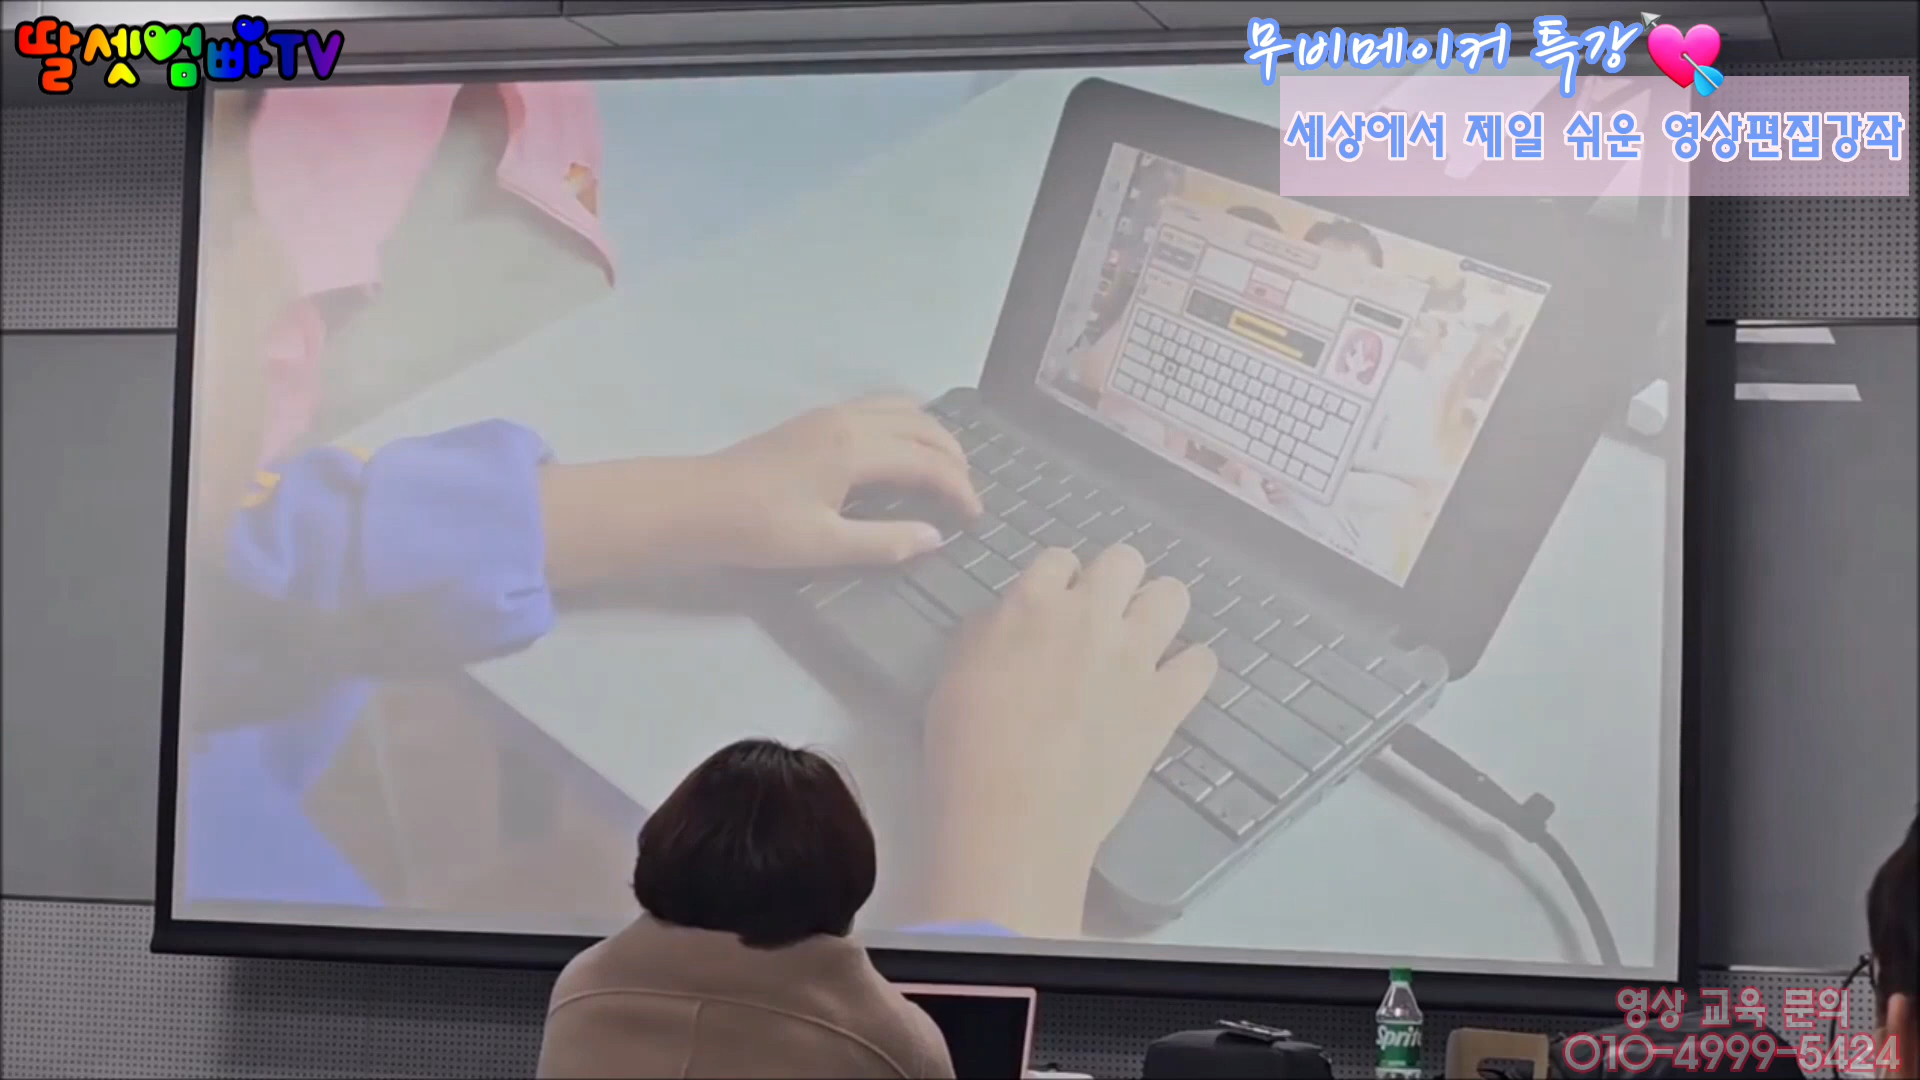 딸셋엄빠TV
무비메이커 특강
세상에서 제일 쉬운 영상편집강좌
Sprite
영상 교육 문의
010-4999-5424